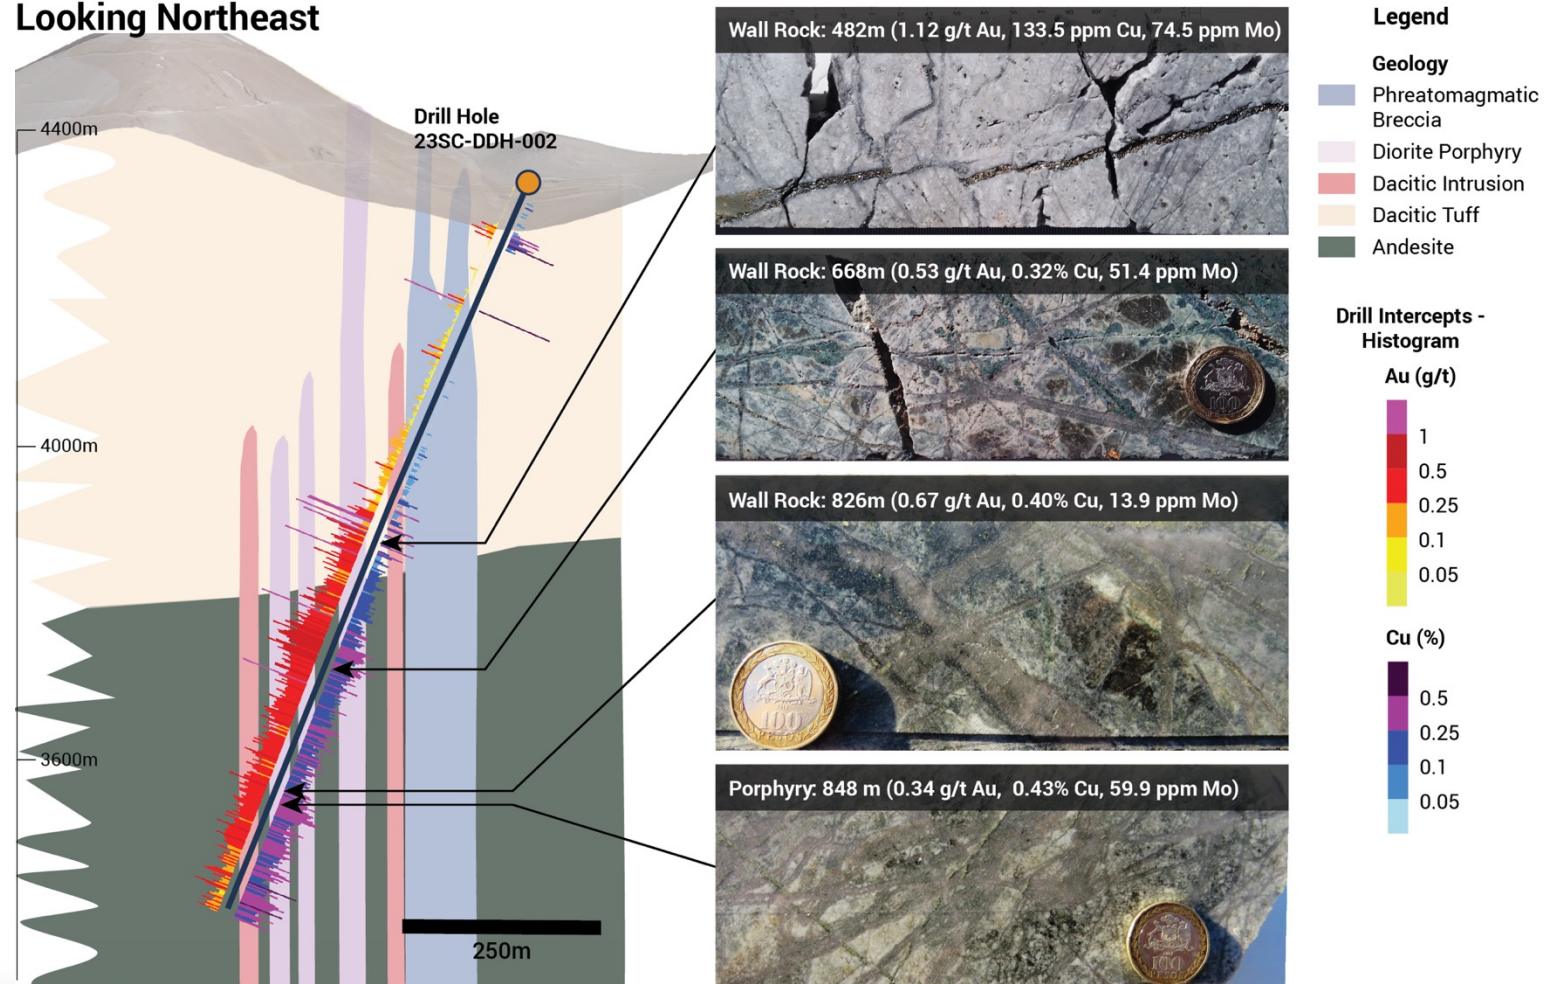 Looking Northeast
4400m
4000m
3600m
Drill Hole
23SC-DDH-002
250m
Wall Rock: 482m (1.12 g/t Au, 133.5 ppm Cu, 74.5 ppm Mo)
Wall Rock: 668m (0.53 g/t Au, 0.32% Cu, 51.4 ppm Mo)
100
Wall Rock: 826m (0.67 g/t Au, 0.40% Cu, 13.9 ppm Mo)
100
PESOS
Porphyry: 848 m (0.34 g/t Au,  0.43% Cu, 59.9 ppm Mo)
100
PESOS
Legend
Geology
Phreatomagmatic
Breccia
Diorite Porphyry
Dacitic Intrusion
Dacitic Tuff
Andesite
Drill Intercepts -
Histogram
Au (g/t)
1
0.5
0.25
0.1
0.05
Cu (%)
0.5
0.25
0.1
0.05